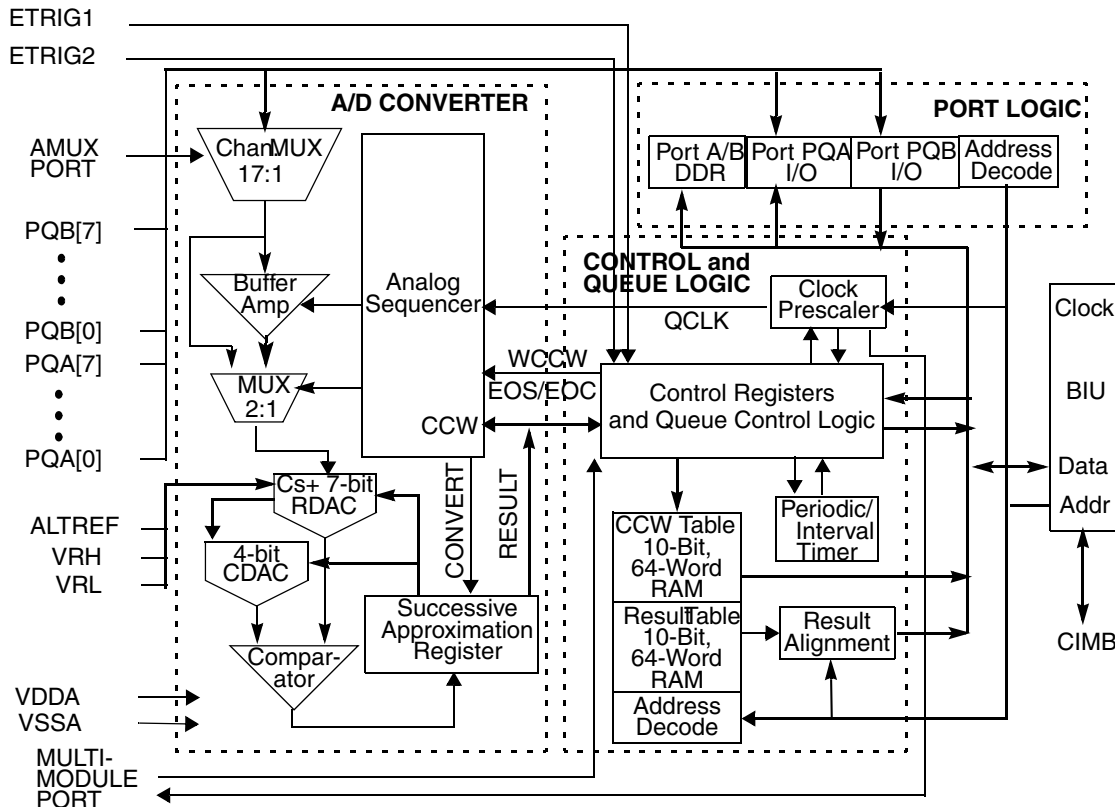 ETRIG1
ETRIG2
AMUX
PORT
PQB[7]
PQB[0]
PQA[7]
PQA[0]
ALTREF
VRH
VRL
VDDA
VSSA
MULTI-
MODULE
PORT
A/D CONVERTER
Chan. MUX
17:1
Buffer
Amp
MUX
2:1
Analog
Sequencer
CCW
Cs+ 7-bit
RDAC
4-bit
CDAC
Compar-
ator
Successive
Approximation
Register
CONVERT
RESULT
QCLK
WCCW
EOS/EOC
PORT LOGIC
Port A/B
DDR
Port PQA
I/O
Port PQB
I/O
Address
Decode
CONTROL and
QUEUE LOGIC
Clock
Prescaler
Control Registers
and Queue Control Logic
Periodic/
Interval
Timer
CCW Table
10-Bit,
64-Word
RAM
Result Table
10-Bit,
64-Word
RAM
Address
Decode
Result
Alignment
Clock
BIU
Data
Addr
CIMB